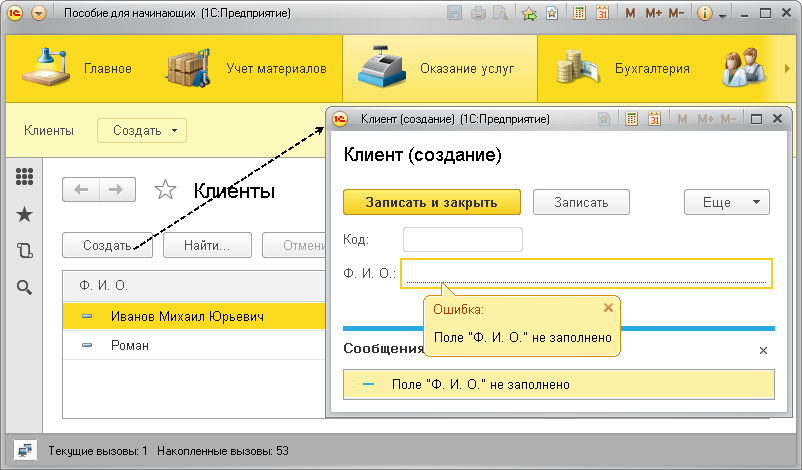 Пособие для начинающих (1С:Предприятие)
M M+ M-
Главное
Учет материалов
Оказание услуг
Бухгалтерия
Клиенты
Создать
Клиенты
Создать
Найти...
Ф. И. О.
Иванов Михаил Юрьевич
Роман
Клиент (создание) (1С:Предприятие)
M M+ M-
Клиент (создание)
Записать и закрыть
Записать
Еще
Код:
Ф. И. О.:
Ошибка:
Поле "Ф. И. О." не заполнено
Сообщения
Поле "Ф. И. О." не заполнено
Текущие вызовы: 1 Накопленные вызовы: 53